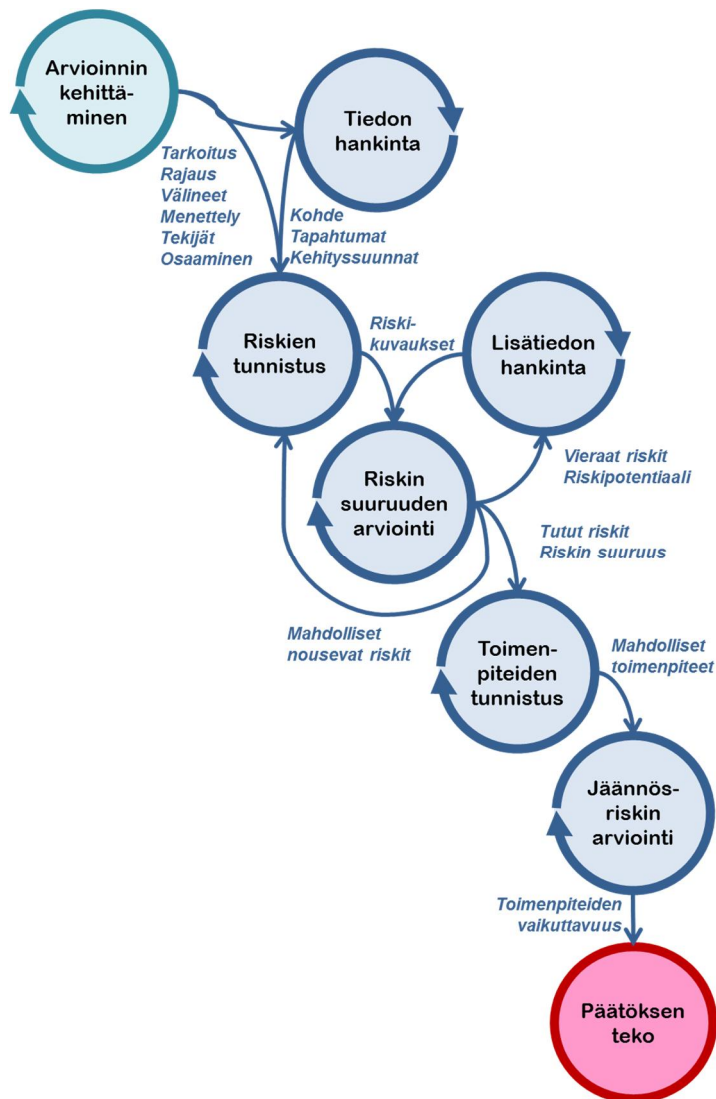 Arvioinnin
kehittä-
minen
Tiedon
hankinta
Tarkoitus
Rajaus
Välineet
Menettely
Tekijät
Osaaminen
Kohde
Tapahtumat
Kehityssuunnat
Riskien
tunnistus
Riski-
kuvaukset
Lisätiedon
hankinta
Riskin
suuruuden
arviointi
Vieraat riskit
Riskipotentiaali
Tutut riskit
Riskin suuruus
Mahdolliset
nousevat riskit
Toimen-
piteiden
tunnistus
Mahdolliset
toimenpiteet
Jäännös-
riskin
arviointi
Toimenpiteiden
vaikuttavuus
Päätöksen
teko